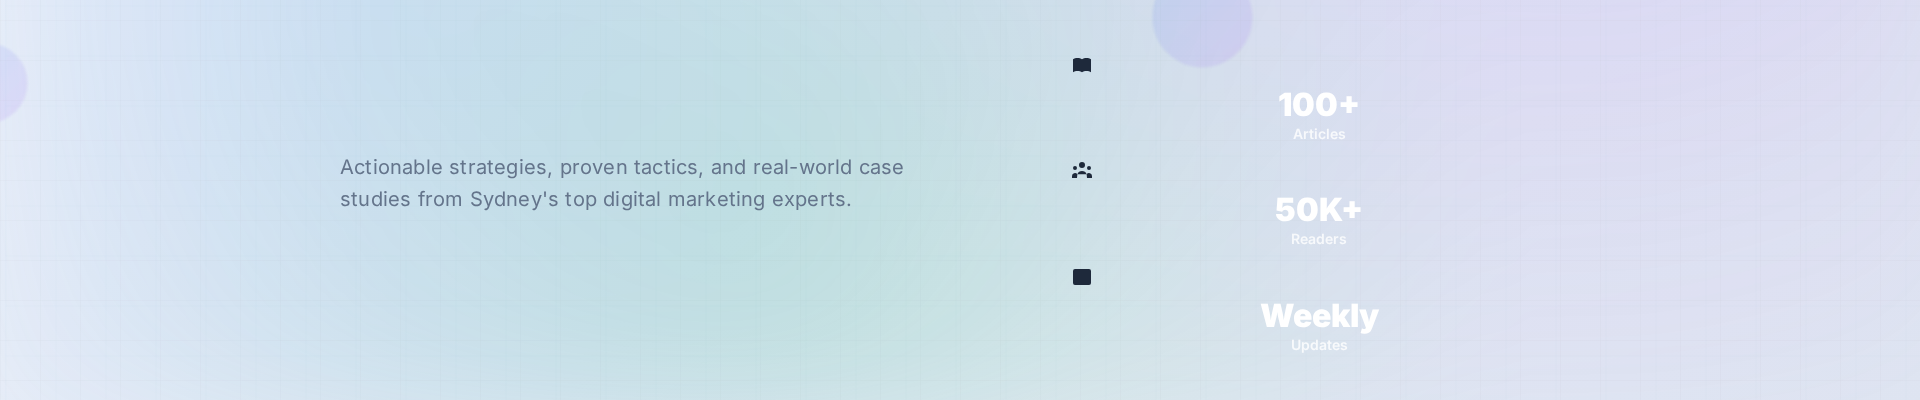 Actionable strategies, proven tactics, and real-world case
studies from Sydney's top digital marketing experts.
100+
Articles
50K+
Readers
Weekly
Updates